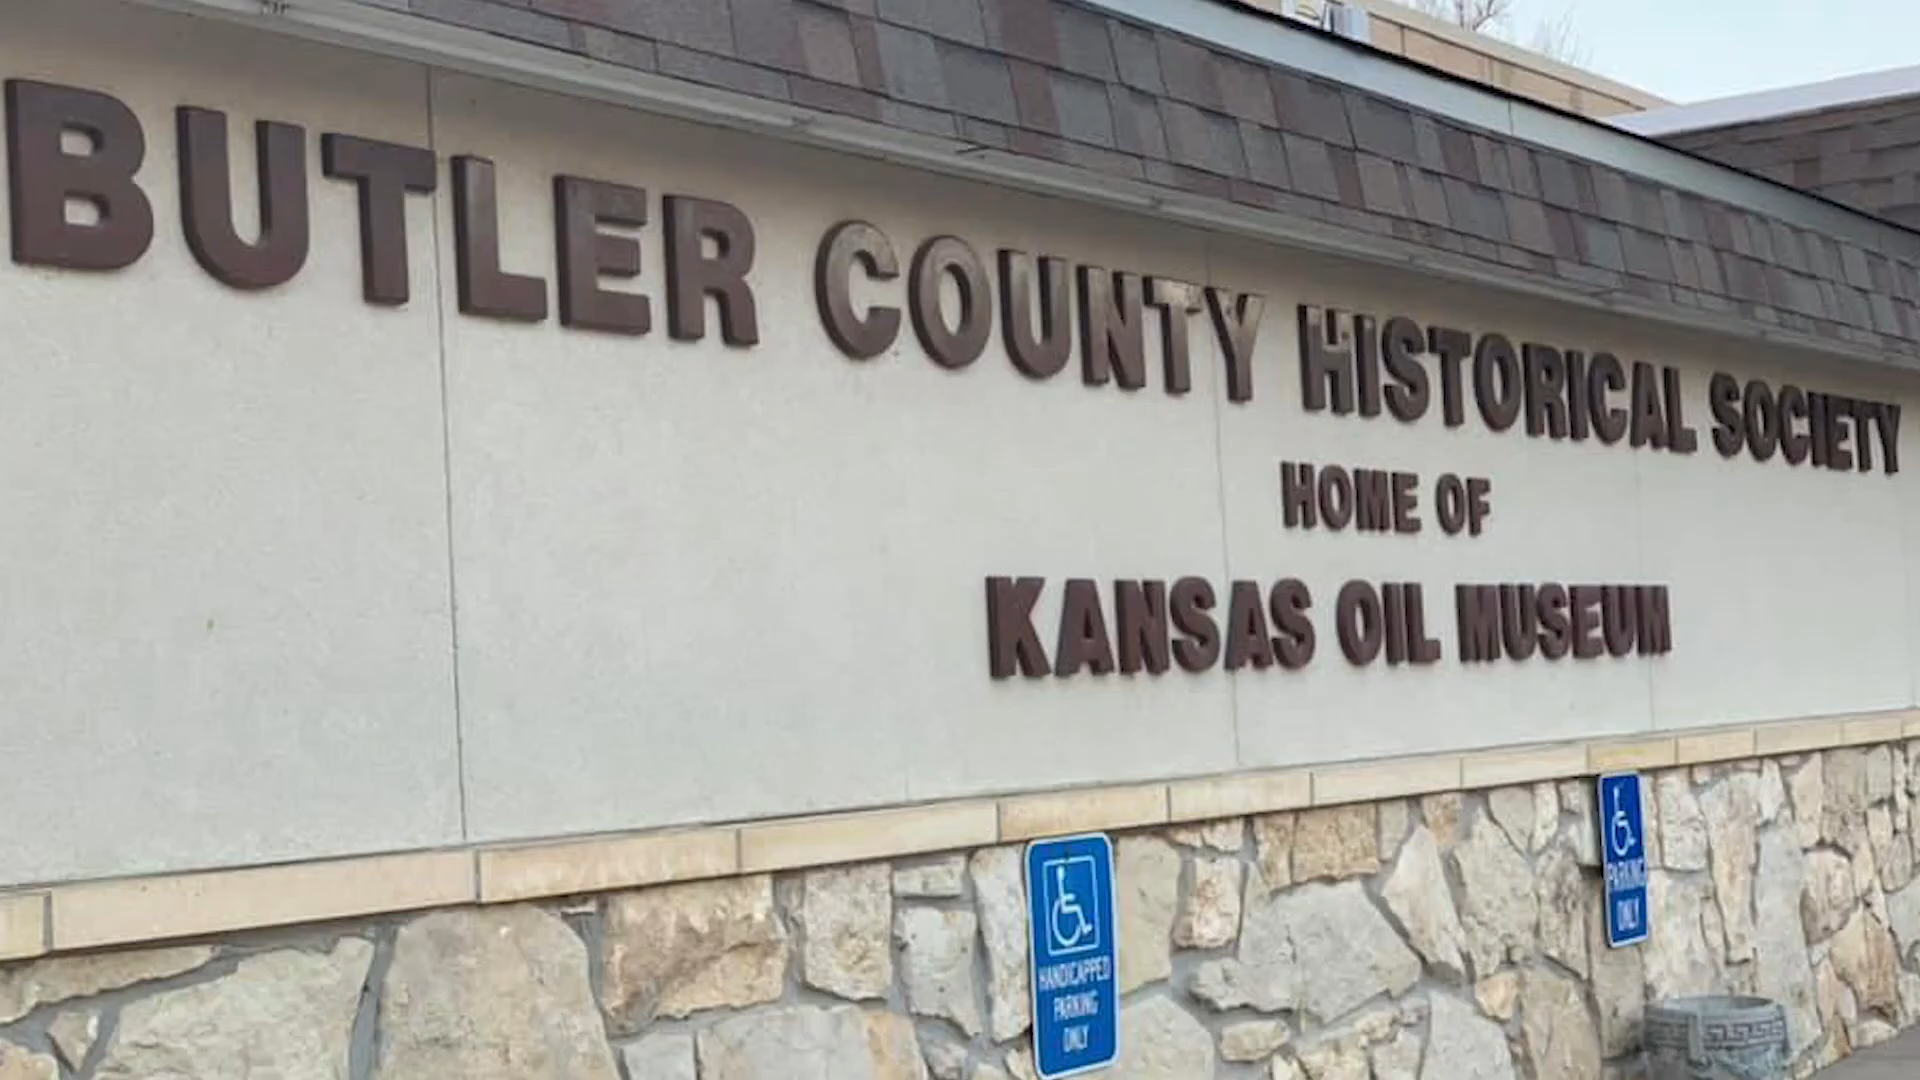 BUTLER COUNTY HISTORICAL SOCIETY
HOME OF
KANSAS OIL MUSEUM
HANDICAPPED
PARKING
ONLY
PARKING
ONLY